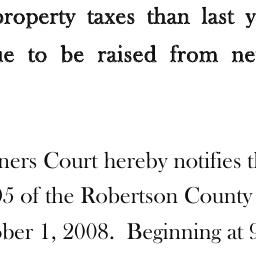 property taxes than last y
ue to be raised from ne
ners Court hereby notifies th
05 of the Robertson County
ober 1, 2008. Beginning at 9